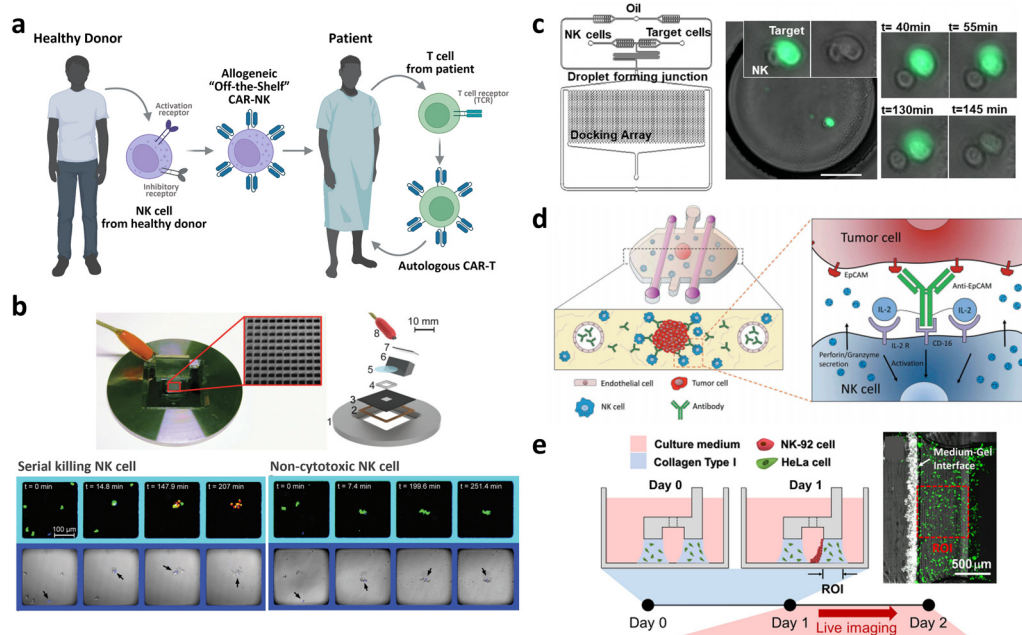 a
Healthy Donor
Activation
receptor
Inhibitory
receptor
NK cell
from healthy donor
Allogeneic
“Off-the-Shelf”
CAR-NK
Patient
T cell
from patient
T cell receptor
(TCR)
Autologous CAR-T
b
10 mm
8
7
6
5
4
3
2
1
Serial killing NK cell
t = 0 min
t = 14.8 min
t = 147.9 min
t = 207 min
100 µm
Non-cytotoxic NK cell
t = 0 min
t = 7.4 min
t = 199.6 min
t = 251.4 min
c
Oil
NK cells
Target cells
Droplet forming junction
Docking Array
Target
NK
t= 40min
t= 55min
t=130min
t=145 min
d
Endothelial cell
Tumor cell
NK cell
Antibody
Tumor cell
EpCAM
Anti-EpCAM
IL-2
IL-2
IL-2 R
CD-16
Perforin/Granzyme
secretion
Activation
NK cell
e
Culture medium
NK-92 cell
Collagen Type I
HeLa cell
Day 0
Day 1
ROI
Day 0
Day 1
Day 2
Live imaging
Medium-Gel
Interface
ROI
500 µm